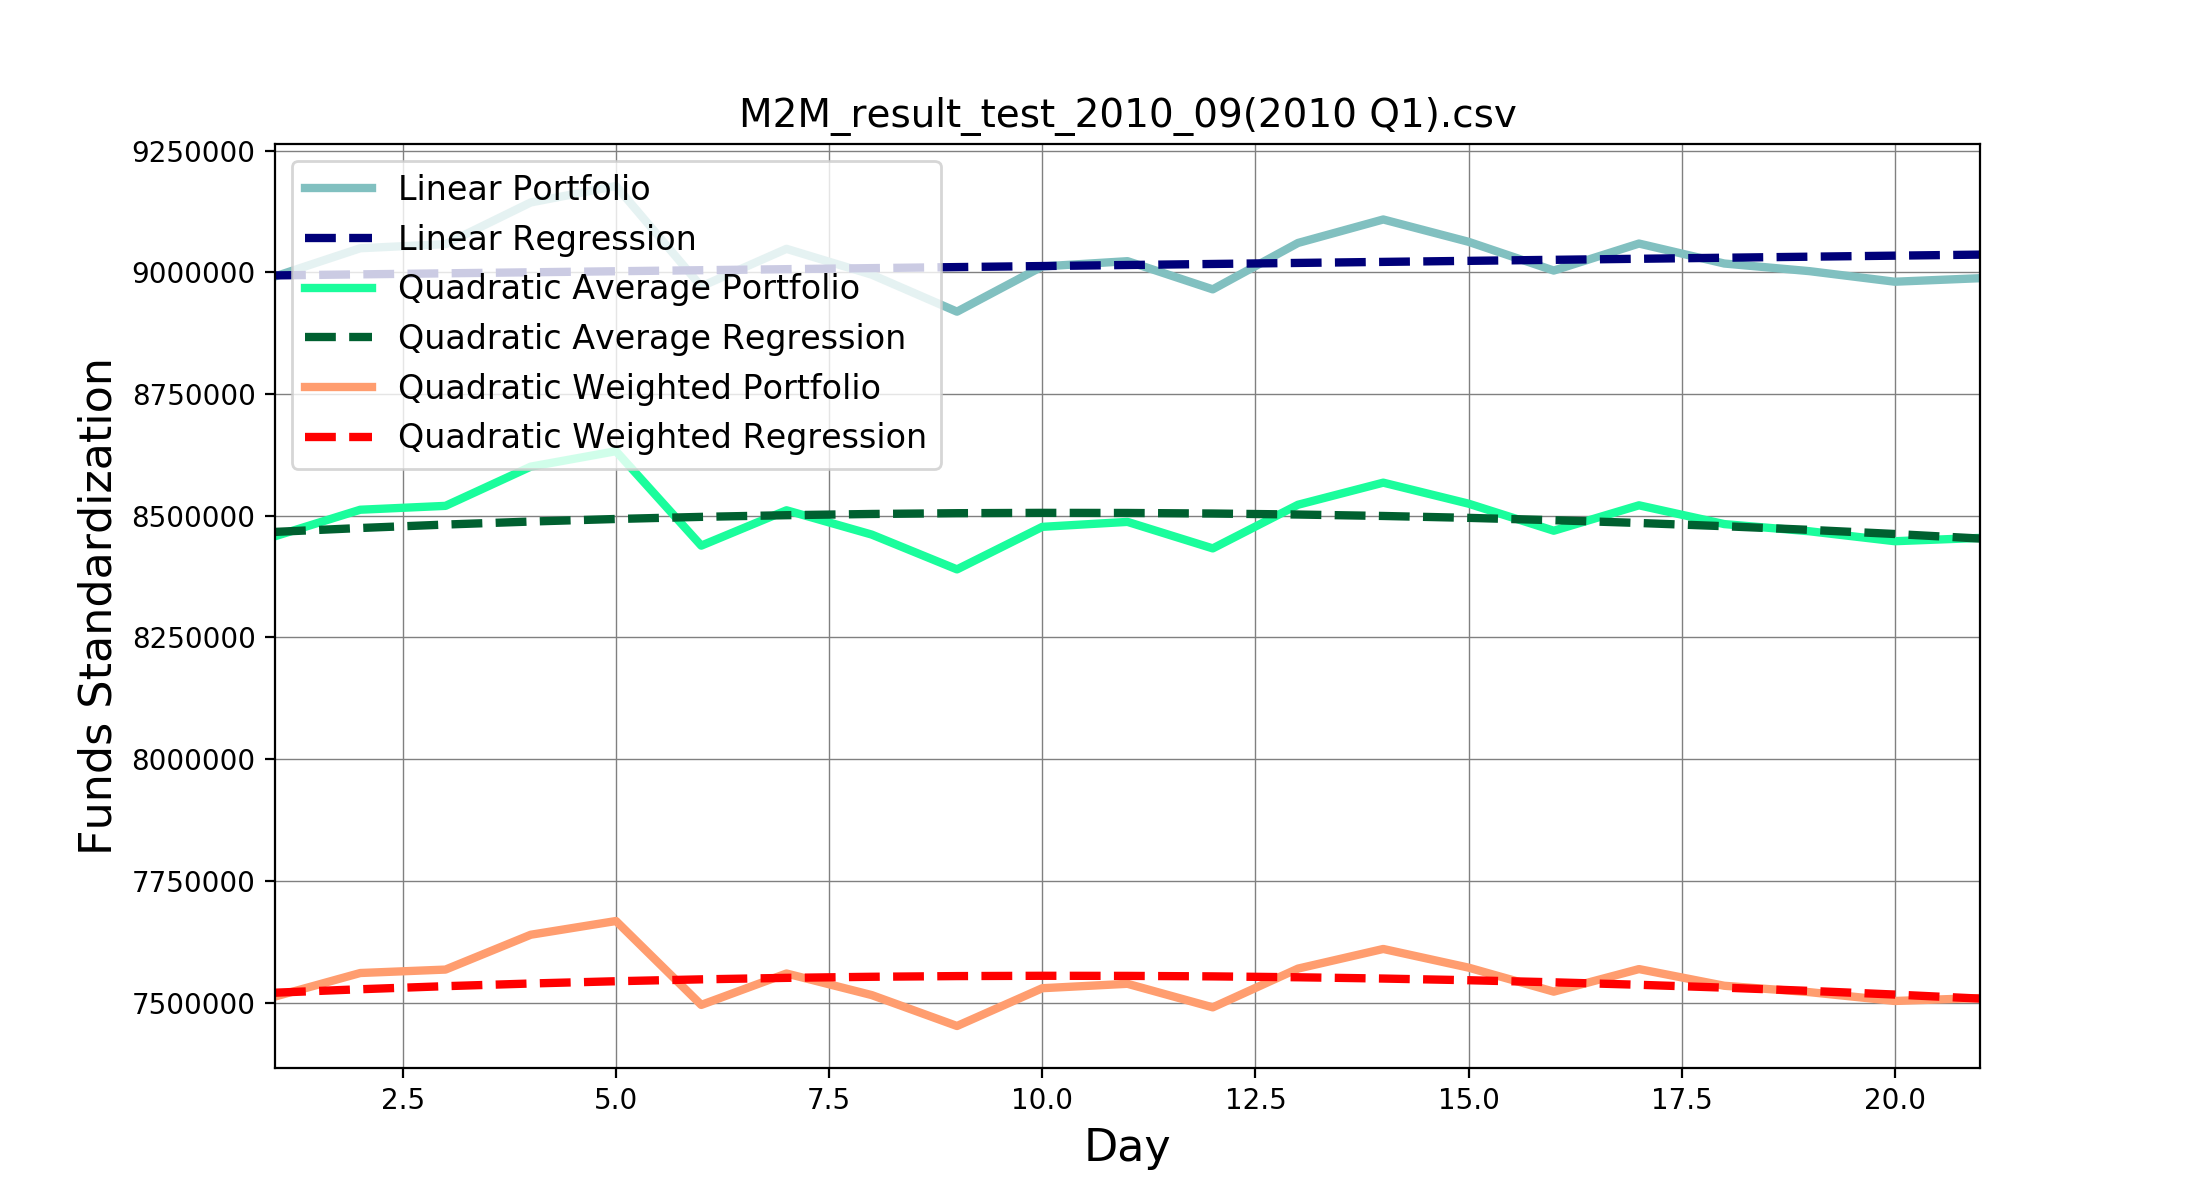 M2M_result_test_2010_09(2010 Q1).csv
Funds Standardization
9250000
9000000
8750000
8500000
8250000
8000000
7750000
7500000
Linear Portfolio
Linear Regression
Quadratic Average Portfolio
Quadratic Average Regression
Quadratic Weighted Portfolio
Quadratic Weighted Regression
2.5 5.0 7.5 10.0 12.5 15.0 17.5 20.0
Day